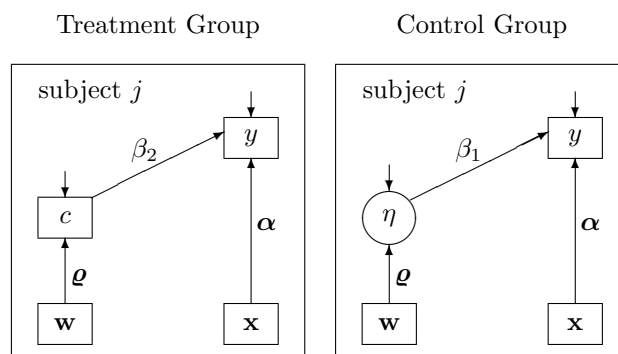 Treatment Group
Control Group
subject j
y
β₂
c
α
ϱ
w
x
subject j
y
β₁
η
α
ϱ
w
x